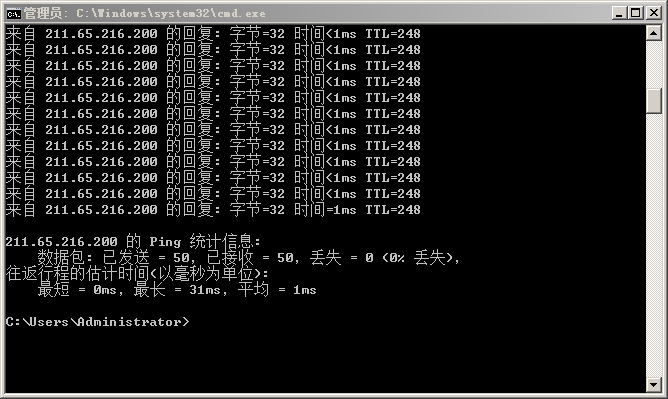 管理员: C:\Windows\system32\cmd.exe
来自 211.65.216.200 的回复: 字节=32 时间<1ms TTL=248
来自 211.65.216.200 的回复: 字节=32 时间<1ms TTL=248
来自 211.65.216.200 的回复: 字节=32 时间<1ms TTL=248
来自 211.65.216.200 的回复: 字节=32 时间<1ms TTL=248
来自 211.65.216.200 的回复: 字节=32 时间<1ms TTL=248
来自 211.65.216.200 的回复: 字节=32 时间<1ms TTL=248
来自 211.65.216.200 的回复: 字节=32 时间<1ms TTL=248
来自 211.65.216.200 的回复: 字节=32 时间<1ms TTL=248
来自 211.65.216.200 的回复: 字节=32 时间<1ms TTL=248
来自 211.65.216.200 的回复: 字节=32 时间<1ms TTL=248
来自 211.65.216.200 的回复: 字节=32 时间<1ms TTL=248
来自 211.65.216.200 的回复: 字节=32 时间=1ms TTL=248
211.65.216.200 的 Ping 统计信息:
数据包: 已发送 = 50, 已接收 = 50, 丢失 = 0 (0% 丢失),
往返行程的估计时间(以毫秒为单位):
最短 = 0ms, 最长 = 31ms, 平均 = 1ms
C:\Users\Administrator>